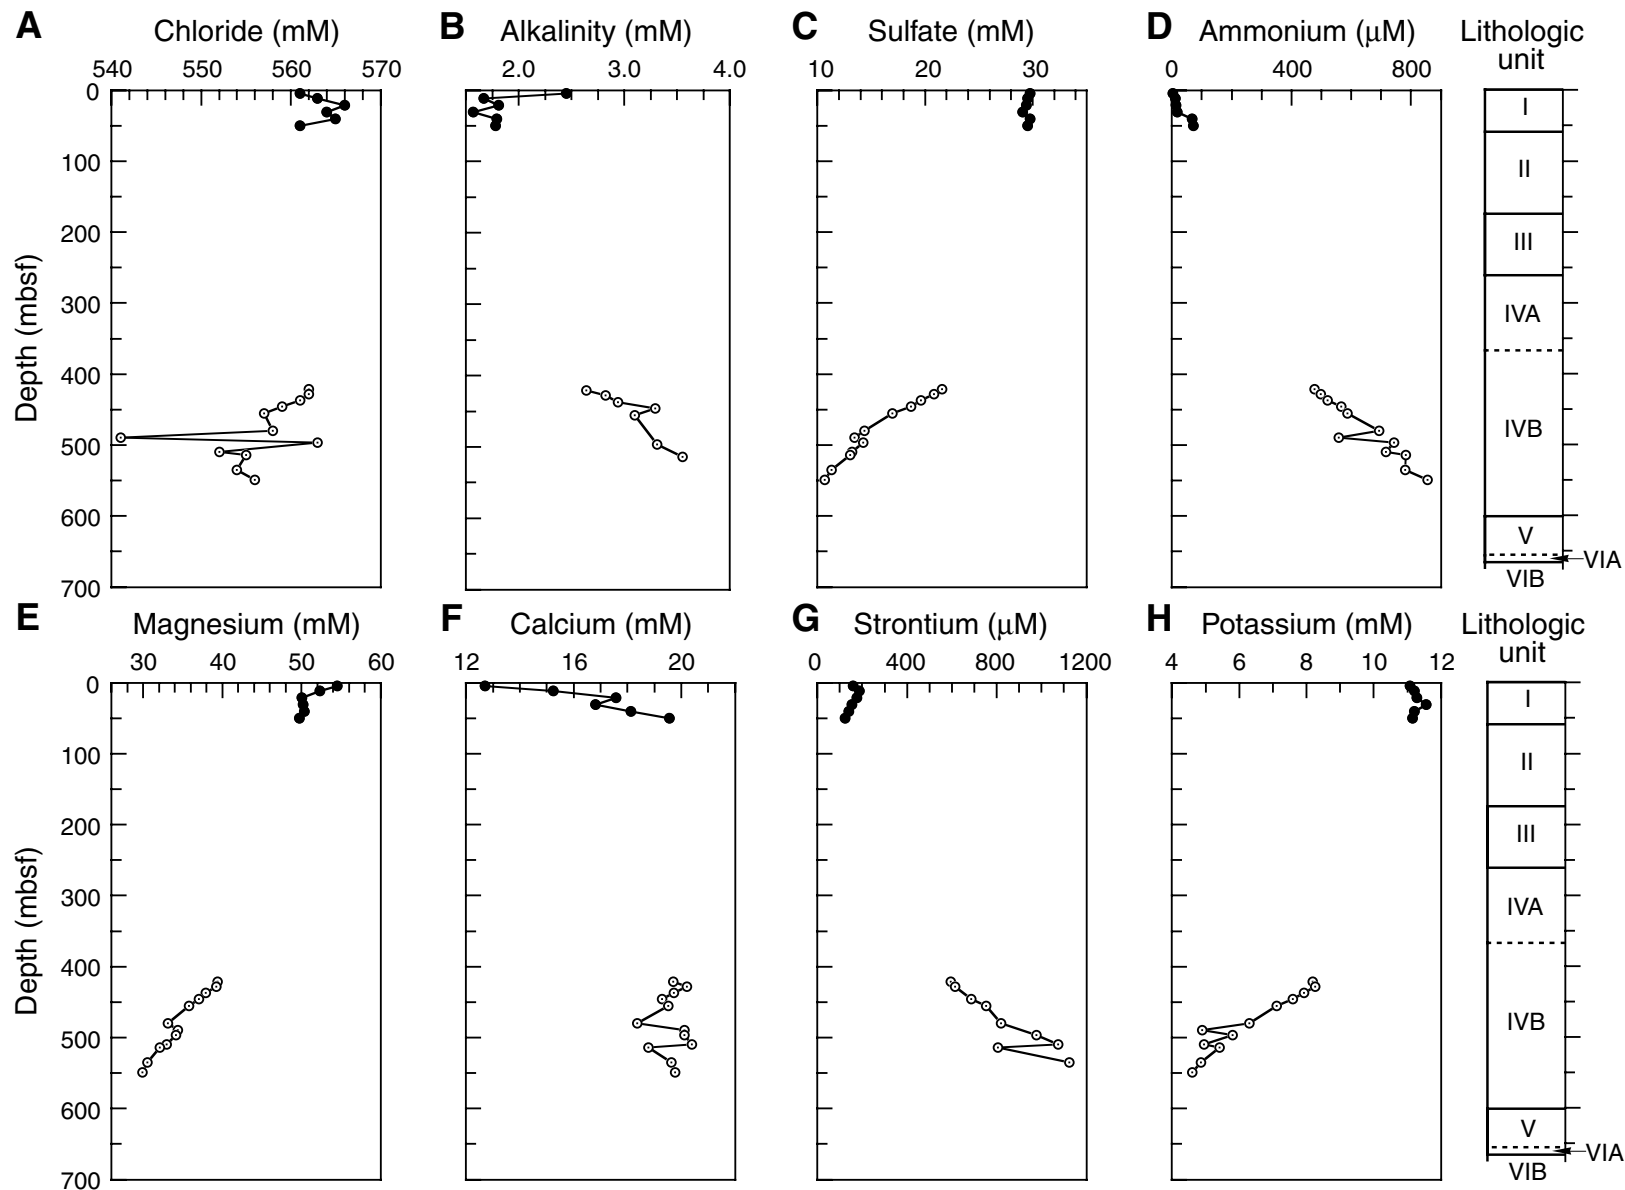 A Chloride (mM) B Alkalinity (mM) C Sulfate (mM) D Ammonium (μM) Lithologic
unit
540 550 560 570 2.0 3.0 4.0 10 20 30 0 400 800
0
100
200
300
400
500
600
700
Depth (mbsf)
I
II
III
IVA
IVB
V
VIA
VIB
E Magnesium (mM) F Calcium (mM) G Strontium (μM) H Potassium (mM) Lithologic
unit
30 40 50 60 12 16 20 0 400 800 1200 4 6 8 10 12
0
100
200
300
400
500
600
700
Depth (mbsf)
I
II
III
IVA
IVB
V
VIA
VIB